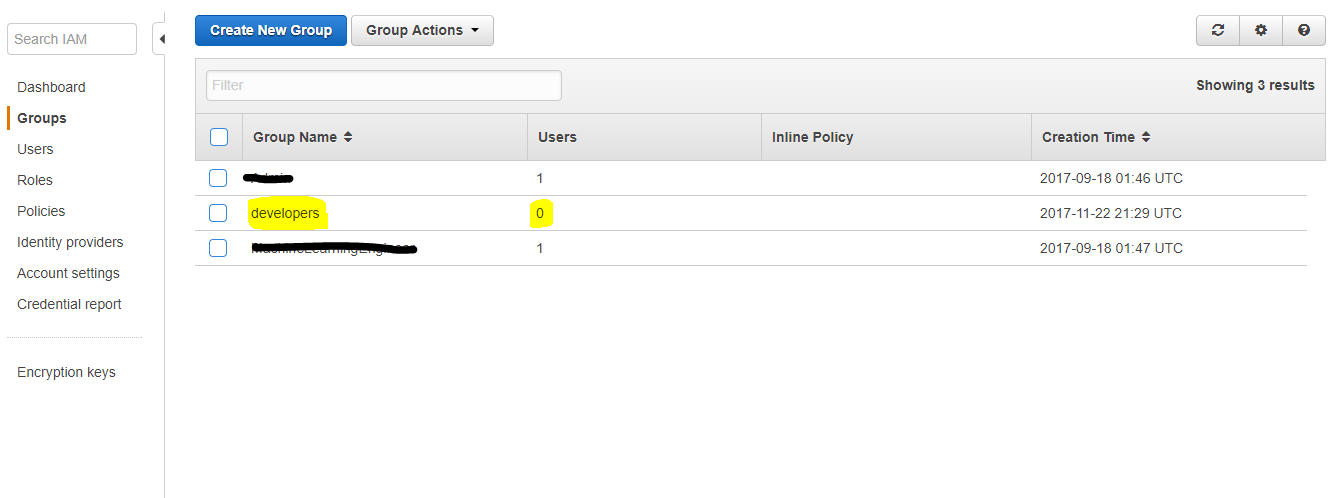 Create New Group Group Actions
Search IAM
Filter Showing 3 results
Dashboard
Groups
Users
Roles
Policies
Identity providers
Account settings
Credential report
Encryption keys
Group Name Users Inline Policy Creation Time
1 2017-09-18 01:46 UTC
developers 0 2017-11-22 21:29 UTC
1 2017-09-18 01:47 UTC